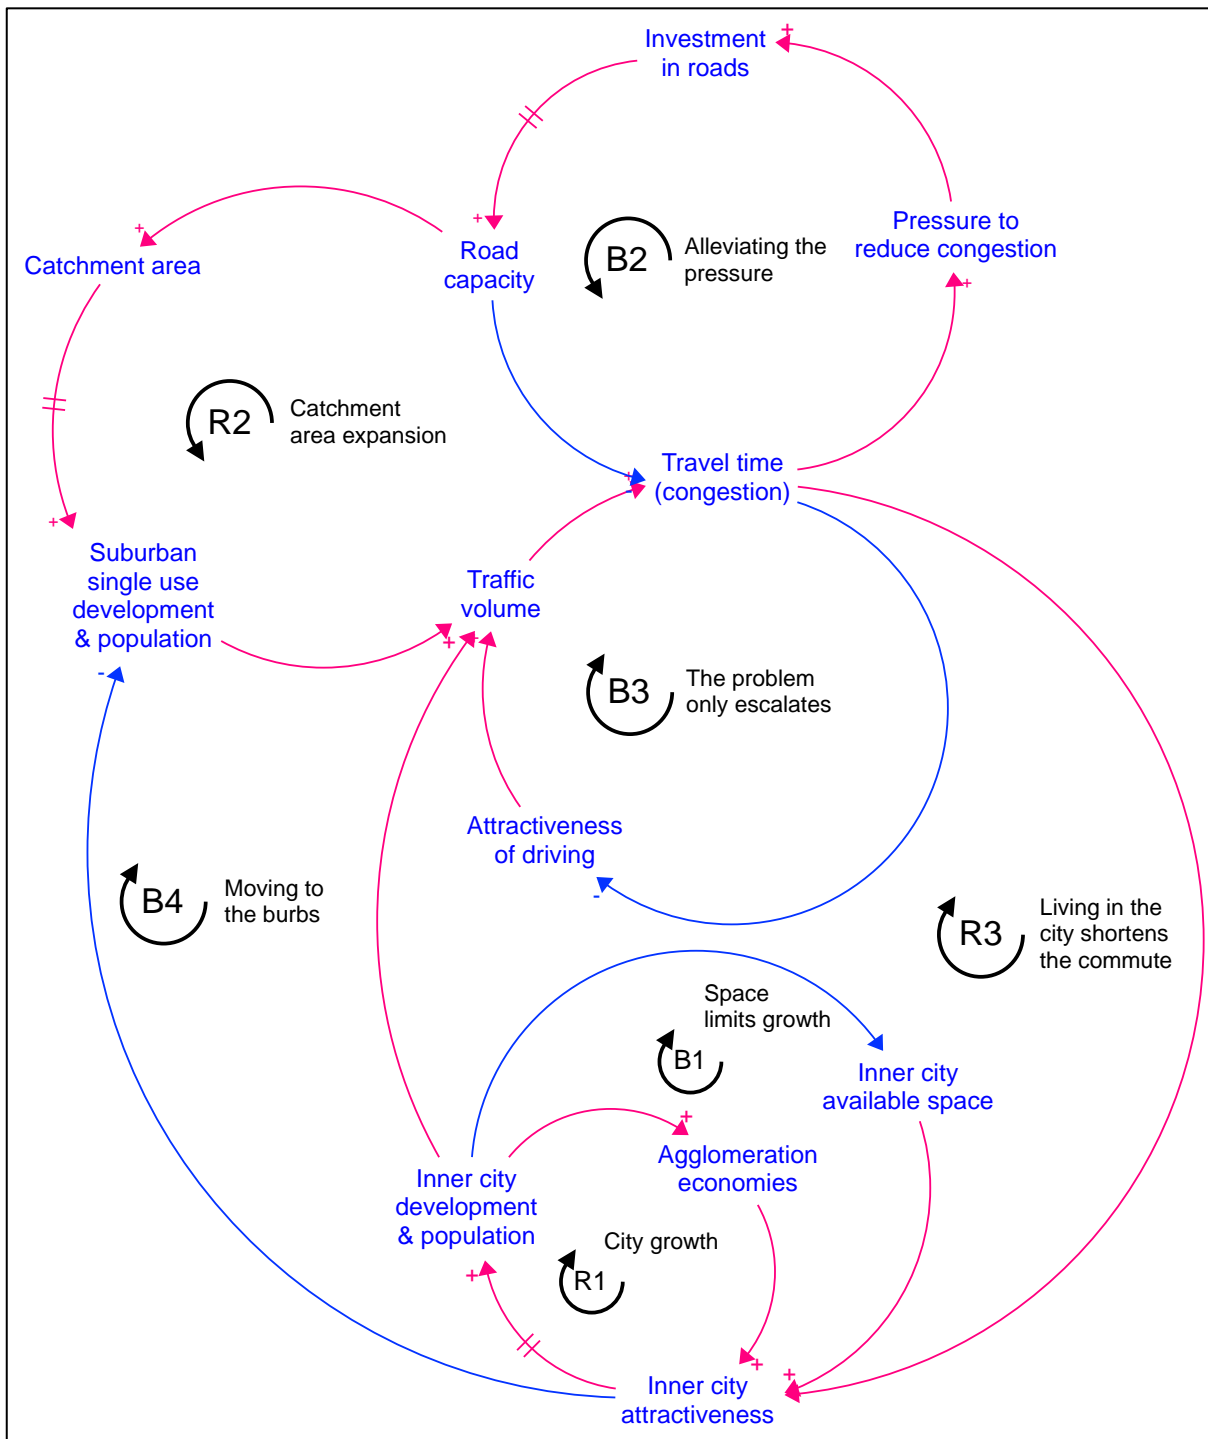 Investment
in roads
+
Pressure to
reduce congestion
+
Road
capacity
+
B2
Alleviating the
pressure
Catchment area
+
R2
Catchment
area expansion
Travel time
(congestion)
+
-
Suburban
single use
development
& population
+
-
Traffic
volume
+
+
B3
The problem
only escalates
Attractiveness
of driving
-
B4
Moving to
the burbs
R3
Living in the
city shortens
the commute
Space
limits growth
B1
Inner city
available space
+
Agglomeration
economies
Inner city
development
& population
+
City growth
R1
+
+
Inner city
attractiveness